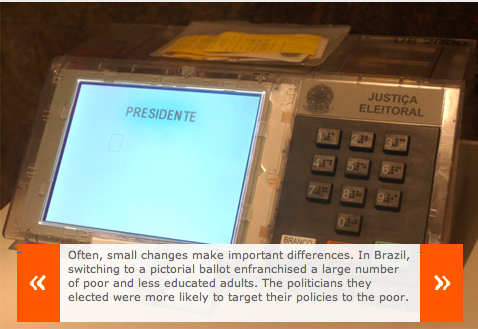 PRESIDENTE
JUSTIÇA
ELEITORAL
1 2 3
4 5 6
7 8 9
0
BRANCO
«
Often, small changes make important differences. In Brazil,
switching to a pictorial ballot enfranchised a large number
of poor and less educated adults. The politicians they
elected were more likely to target their policies to the poor.
»